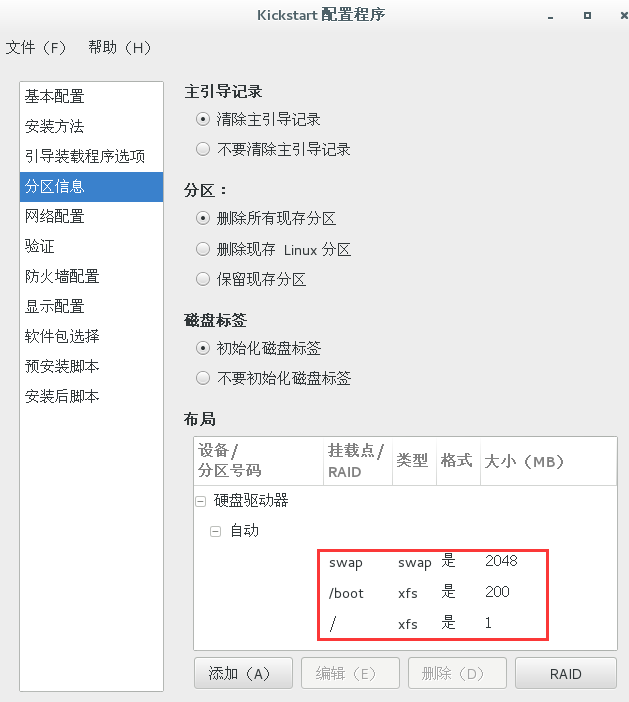 Kickstart 配置程序
文件（F） 帮助（H）
基本配置
安装方法
引导装载程序选项
分区信息
网络配置
验证
防火墙配置
显示配置
软件包选择
预安装脚本
安装后脚本
主引导记录
清除主引导记录
不要清除主引导记录
分区：
删除所有现存分区
删除现存 Linux 分区
保留现存分区
磁盘标签
初始化磁盘标签
不要初始化磁盘标签
布局
设备/
分区号码
挂载点/
RAID
类型
格式
大小（MB）
硬盘驱动器
自动
swap swap 是 2048
/boot xfs 是 200
/ xfs 是 1
添加（A） 编辑（E） 删除（D） RAID